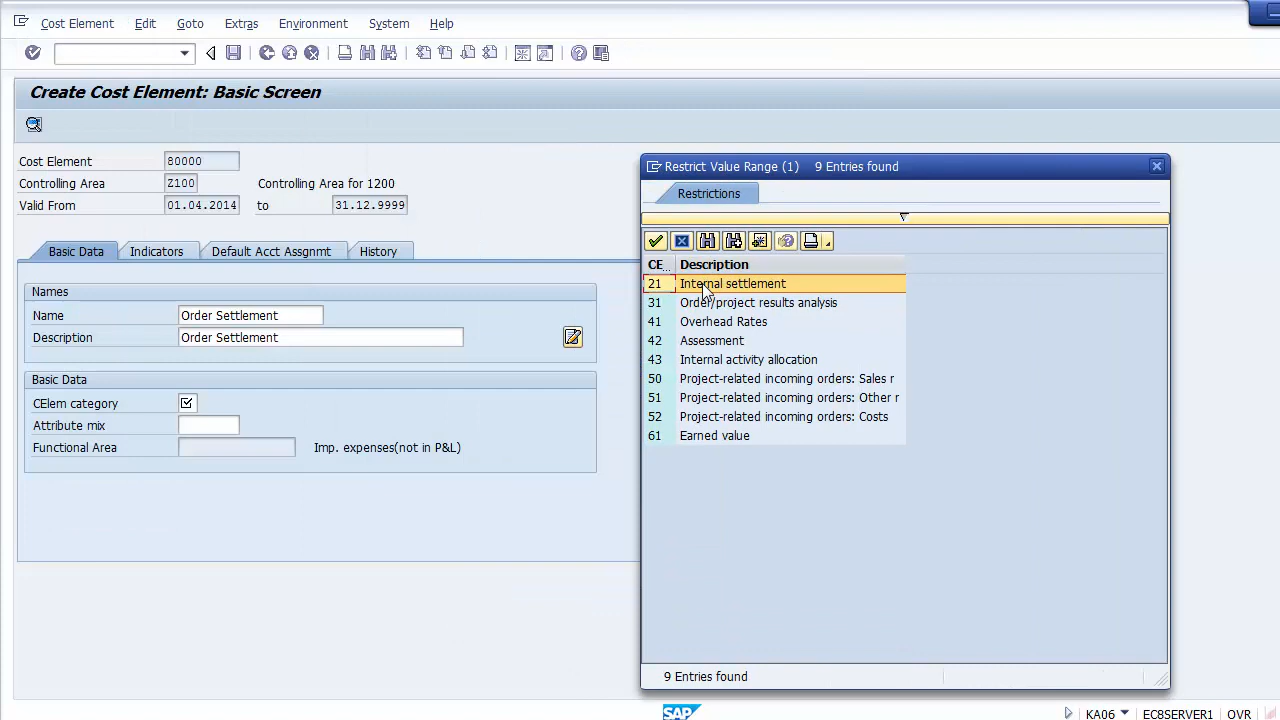 Cost Element Edit Goto Extras Environment System Help
Create Cost Element: Basic Screen
Cost Element 80000
Controlling Area Z100 Controlling Area for 1200
Valid From 01.04.2014 to 31.12.9999
Basic Data Indicators Default Acct Assgnmt History
Names
Name Order Settlement
Description Order Settlement
Basic Data
CElem category
Attribute mix
Functional Area Imp. expenses(not in P&L)
Restrict Value Range (1) 9 Entries found
Restrictions
CE... Description
21 Internal settlement
31 Order/project results analysis
41 Overhead Rates
42 Assessment
43 Internal activity allocation
50 Project-related incoming orders: Sales r
51 Project-related incoming orders: Other r
52 Project-related incoming orders: Costs
61 Earned value
9 Entries found
SAP KA06 EC8SERVER1 OVR